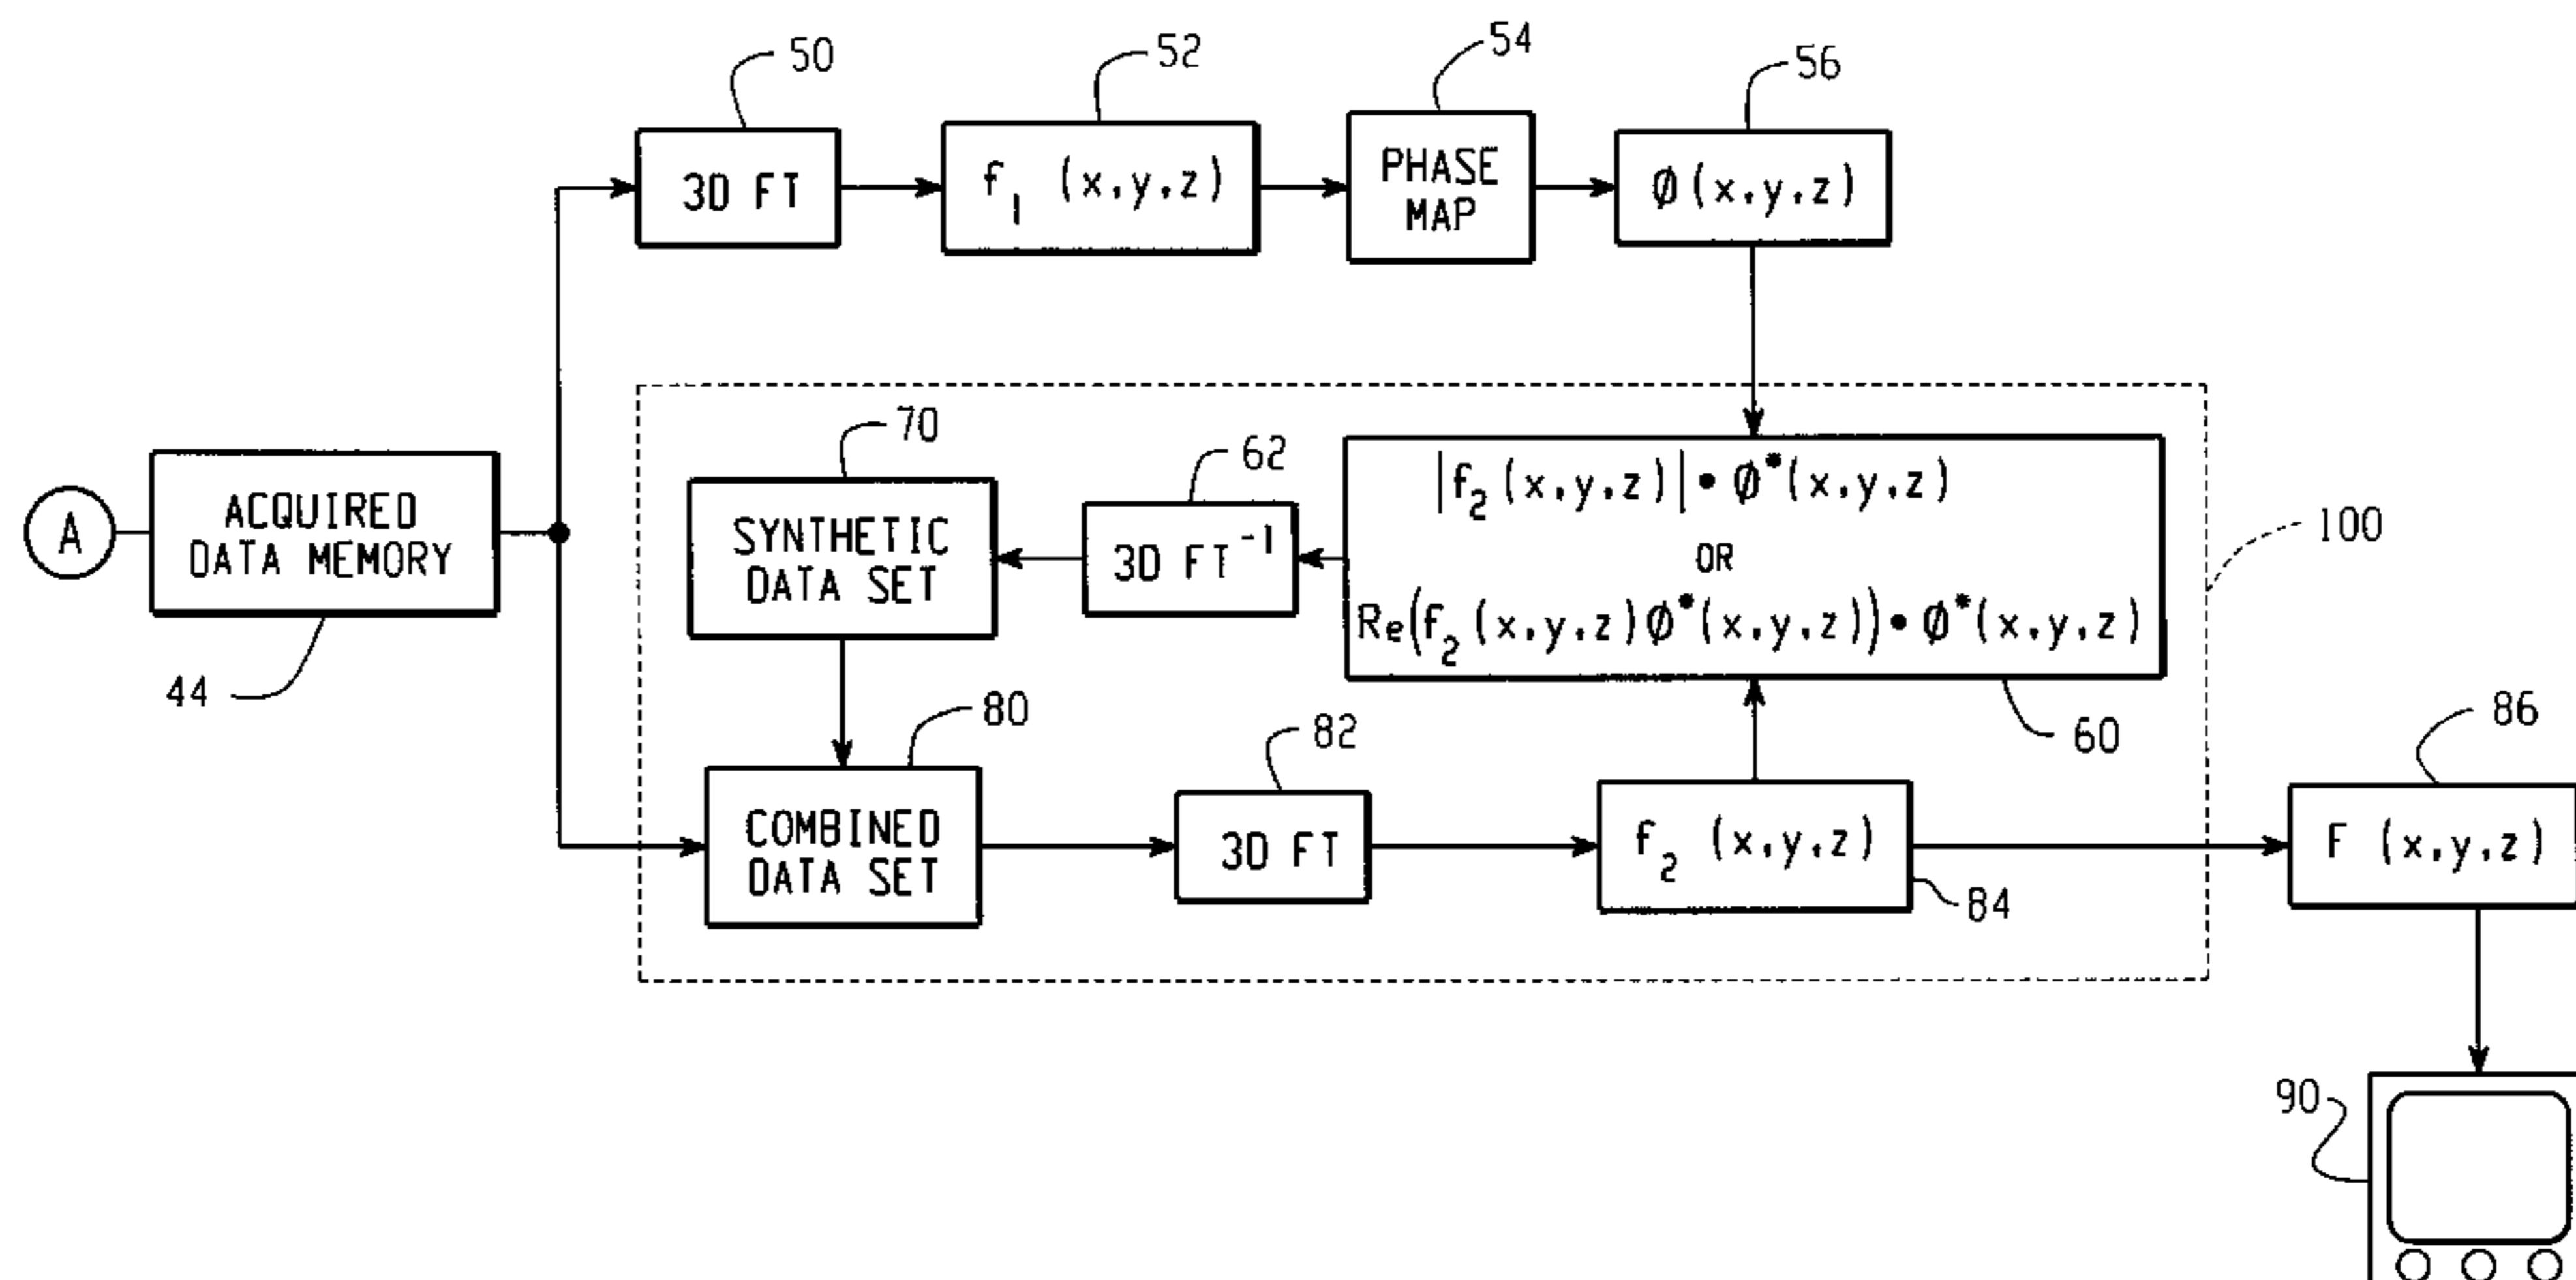 50
52
54
56
3D FT
f₁ (x,y,z)
PHASE
MAP
Ø(x,y,z)
A
ACQUIRED
DATA MEMORY
44
70
SYNTHETIC
DATA SET
62
3D FT⁻¹
|f₂(x,y,z)|•Ø*(x,y,z)
OR
Re(f₂(x,y,z)Ø*(x,y,z))•Ø*(x,y,z)
100
60
80
COMBINED
DATA SET
82
3D FT
f₂ (x,y,z)
84
86
F (x,y,z)
90